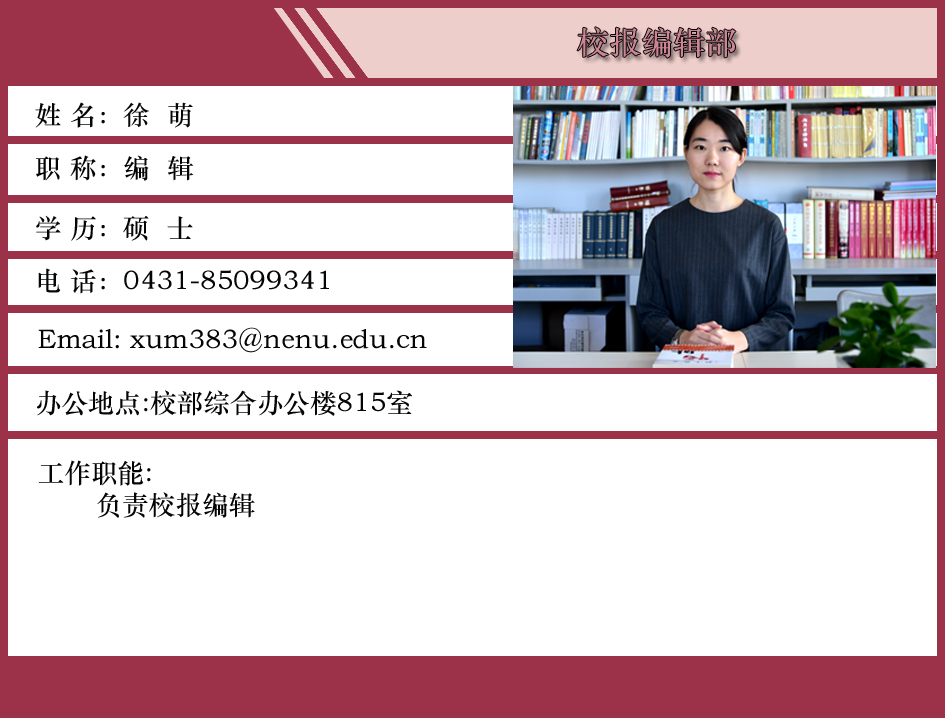 校报编辑部
姓 名: 徐 萌
职 称: 编 辑
学 历: 硕 士
电 话: 0431-85099341
Email: xum383@nenu.edu.cn
办公地点:校部综合办公楼815室
工作职能:
负责校报编辑